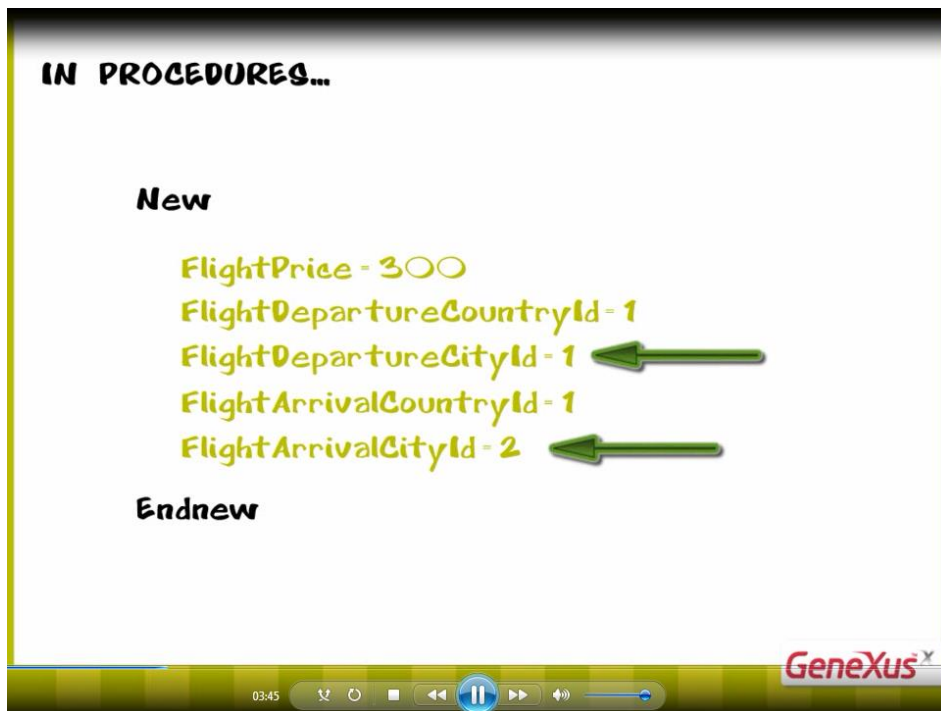 IN PROCEDURES...
New
FlightPrice = 300
FlightDepartureCountryId = 1
FlightDepartureCityId = 1
FlightArrivalCountryId = 1
FlightArrivalCityId = 2
Endnew
GeneXus X
03:45